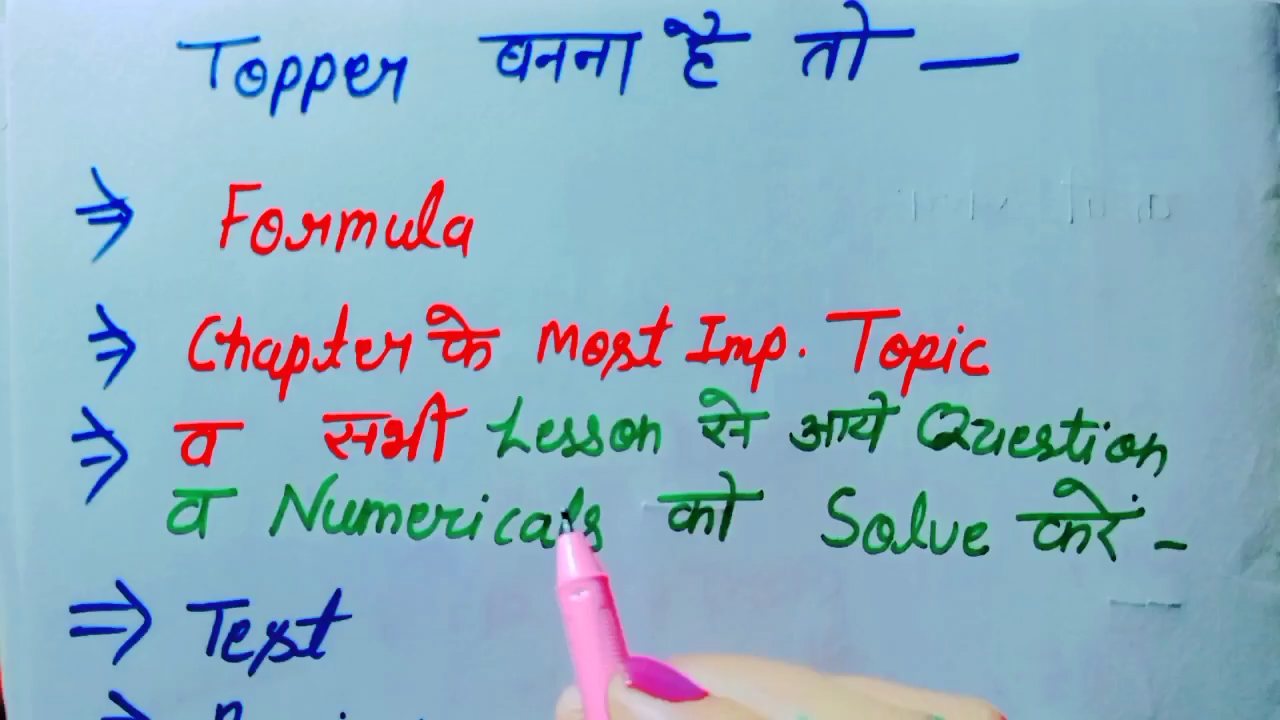 Topper बनना है तो —
⇒ Formula
⇒ Chapter के Most Imp. Topic
⇒ व सभी Lesson से आये Question
व Numericals को Solve करें -
⇒ Test